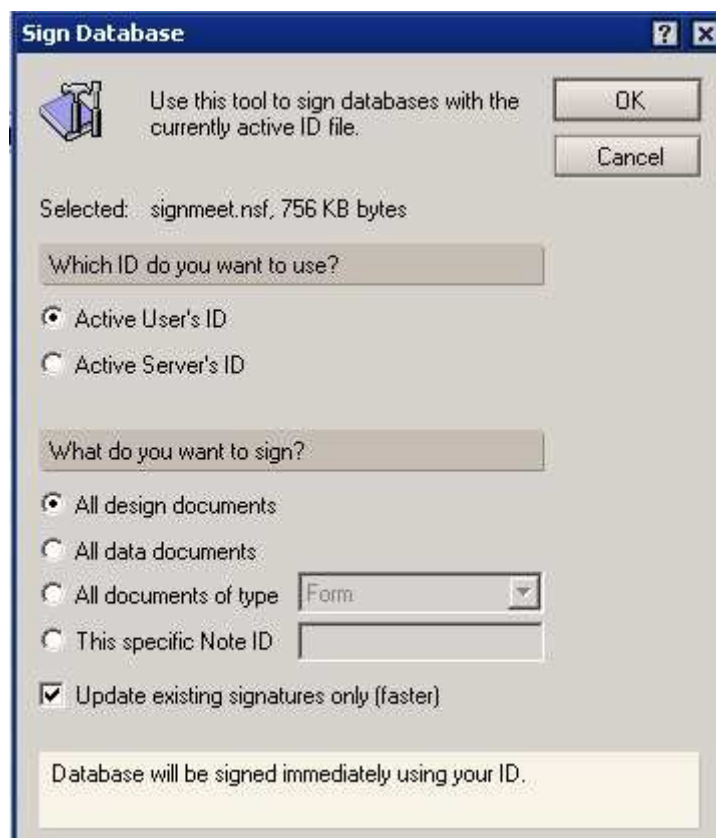 Sign Database
Use this tool to sign databases with the
currently active ID file.
OK
Cancel
Selected: signmeet.nsf, 756 KB bytes
Which ID do you want to use?
Active User's ID
Active Server's ID
What do you want to sign?
All design documents
All data documents
All documents of type Form
This specific Note ID
Update existing signatures only (faster)
Database will be signed immediately using your ID.